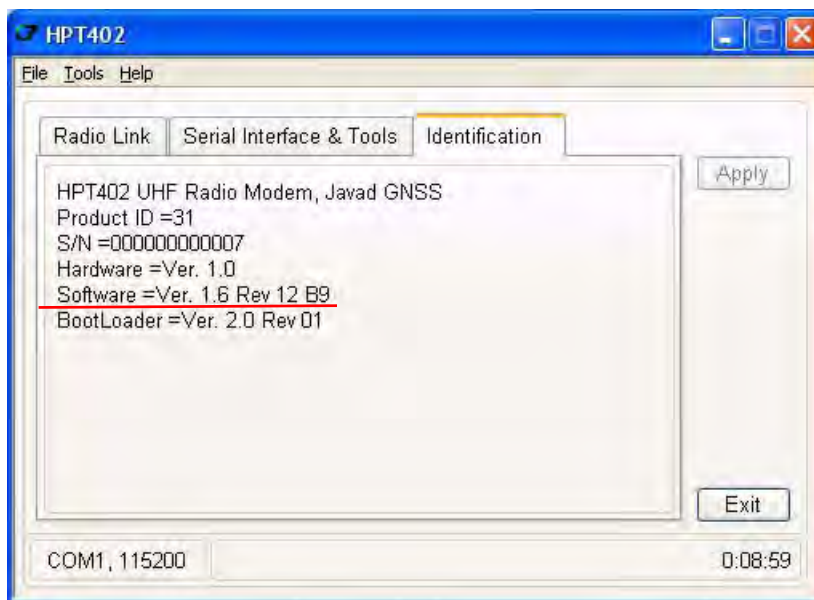 HPT402
File Tools Help
Radio Link Serial Interface & Tools Identification
Apply
HPT402 UHF Radio Modem, Javad GNSS
Product ID =31
S/N =000000000007
Hardware =Ver. 1.0
Software =Ver. 1.6 Rev 12 B9
BootLoader =Ver. 2.0 Rev 01
Exit
COM1, 115200 0:08:59